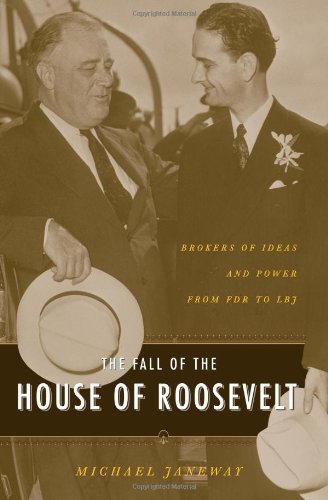 BROKERS OF IDEAS
AND POWER
FROM FDR TO LBJ
THE FALL OF THE
HOUSE OF ROOSEVELT
MICHAEL JANEWAY